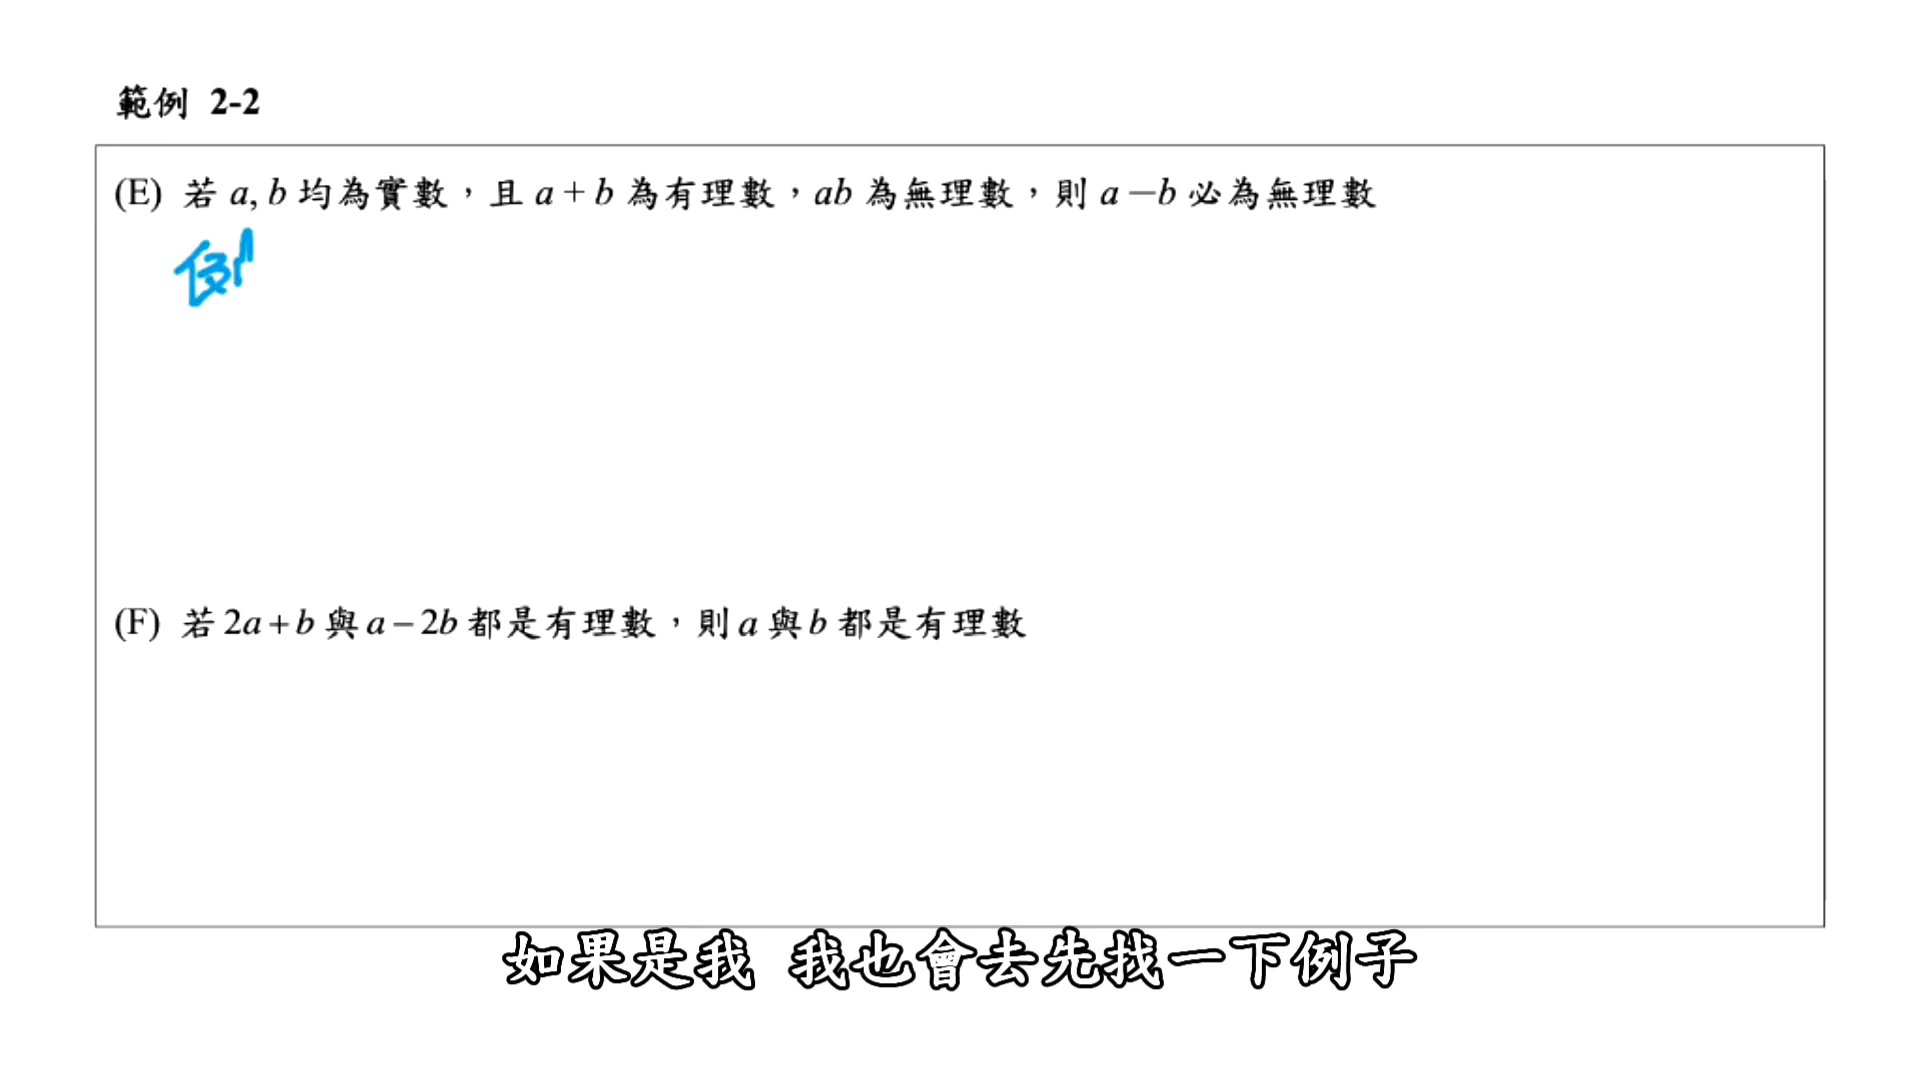 範例 2-2
(E) 若 a, b 均為實數，且 a + b 為有理數，ab 為無理數，則 a − b 必為無理數
(F) 若 2a + b 與 a − 2b 都是有理數，則 a 與 b 都是有理數
如果是我 我也會去先找一下例子